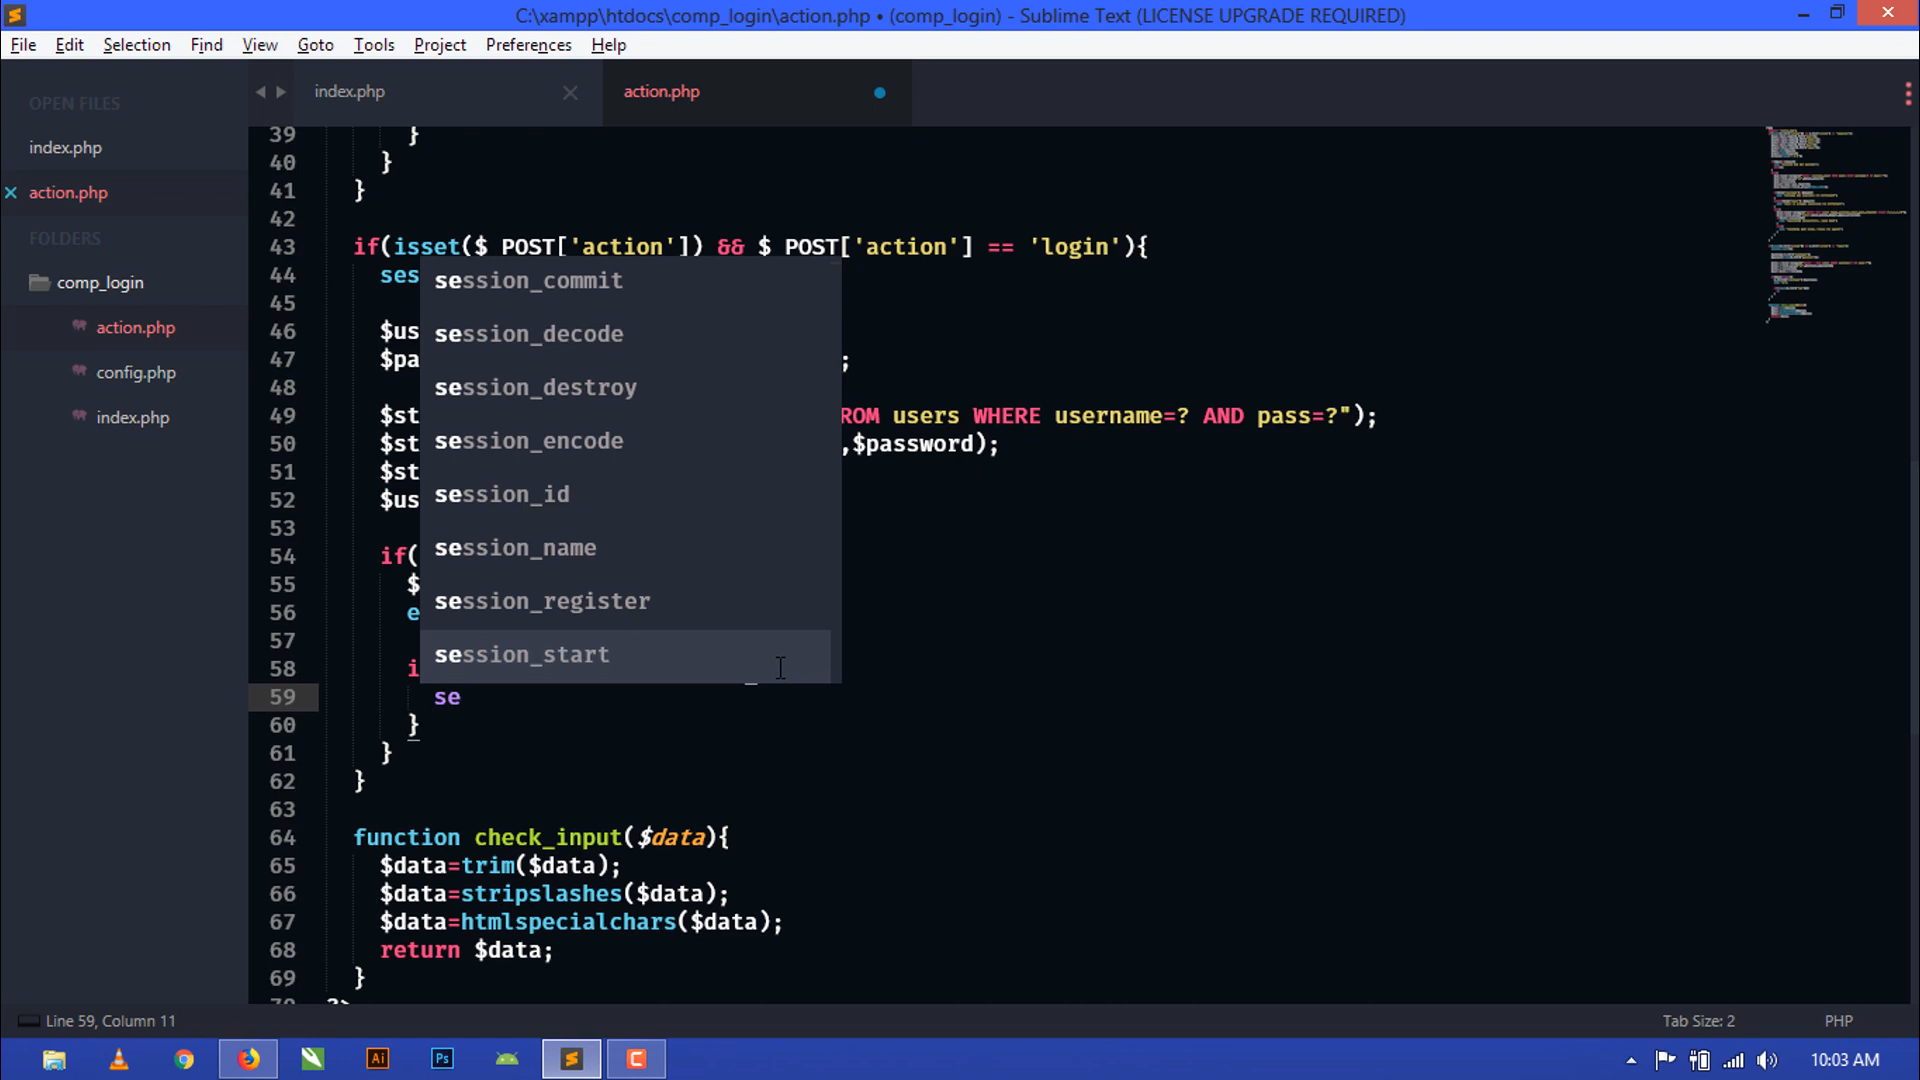 C:\xampp\htdocs\comp_login\action.php • (comp_login) - Sublime Text (LICENSE UPGRADE REQUIRED)
File Edit Selection Find View Goto Tools Project Preferences Help
OPEN FILES
index.php
action.php
FOLDERS
comp_login
action.php
config.php
index.php
index.php action.php
39 }
40 }
41 }
42
43 if(isset($ POST['action']) && $ POST['action'] == 'login'){
44 ses
45
46 $us
47 $pa ;
48
49 $st ROM users WHERE username=? AND pass=?");
50 $st ,$password);
51 $st
52 $us
53
54 if(
55 $
56 e
57
58 i
59 se
60 }
61 }
62 }
63
64 function check_input($data){
65 $data=trim($data);
66 $data=stripslashes($data);
67 $data=htmlspecialchars($data);
68 return $data;
69 }
session_commit
session_decode
session_destroy
session_encode
session_id
session_name
session_register
session_start
Line 59, Column 11 Tab Size: 2 PHP
Ai Ps C 10:03 AM